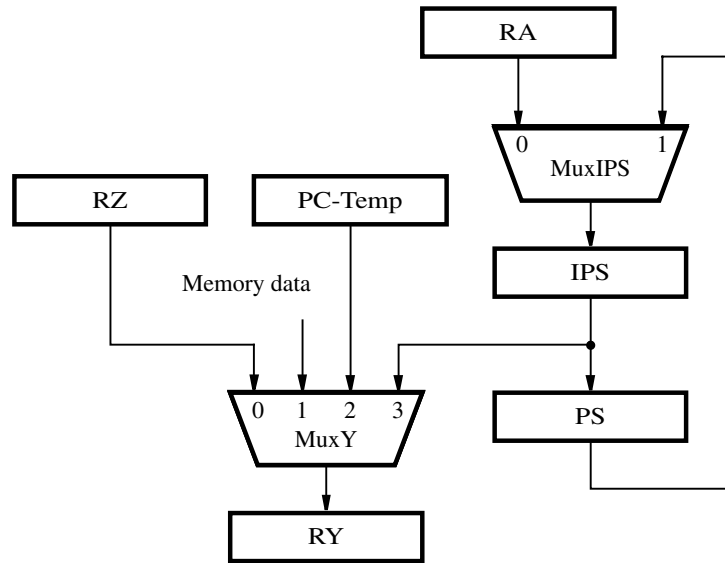 RA
0 1
MuxIPS
RZ
PC-Temp
IPS
Memory data
0 1 2 3
MuxY
PS
RY